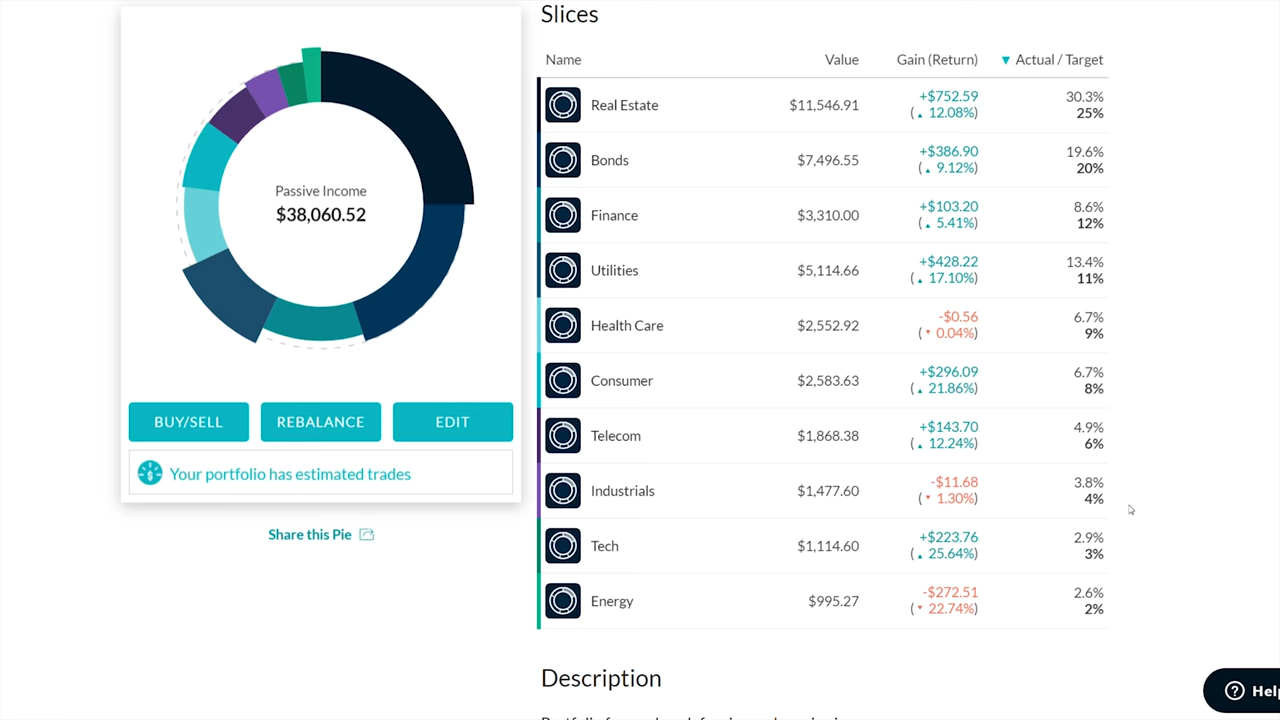 Passive Income
$38,060.52
BUY/SELL
REBALANCE
EDIT
Your portfolio has estimated trades
Share this Pie
Slices
Name Value Gain (Return) ▼ Actual / Target
Real Estate $11,546.91 +$752.59 30.3%
(▲ 12.08%) 25%
Bonds $7,496.55 +$386.90 19.6%
(▲ 9.12%) 20%
Finance $3,310.00 +$103.20 8.6%
(▲ 5.41%) 12%
Utilities $5,114.66 +$428.22 13.4%
(▲ 17.10%) 11%
Health Care $2,552.92 -$0.56 6.7%
(▼ 0.04%) 9%
Consumer $2,583.63 +$296.09 6.7%
(▲ 21.86%) 8%
Telecom $1,868.38 +$143.70 4.9%
(▲ 12.24%) 6%
Industrials $1,477.60 -$11.68 3.8%
(▼ 1.30%) 4%
Tech $1,114.60 +$223.76 2.9%
(▲ 25.64%) 3%
Energy $995.27 -$272.51 2.6%
(▼ 22.74%) 2%
Description
Help